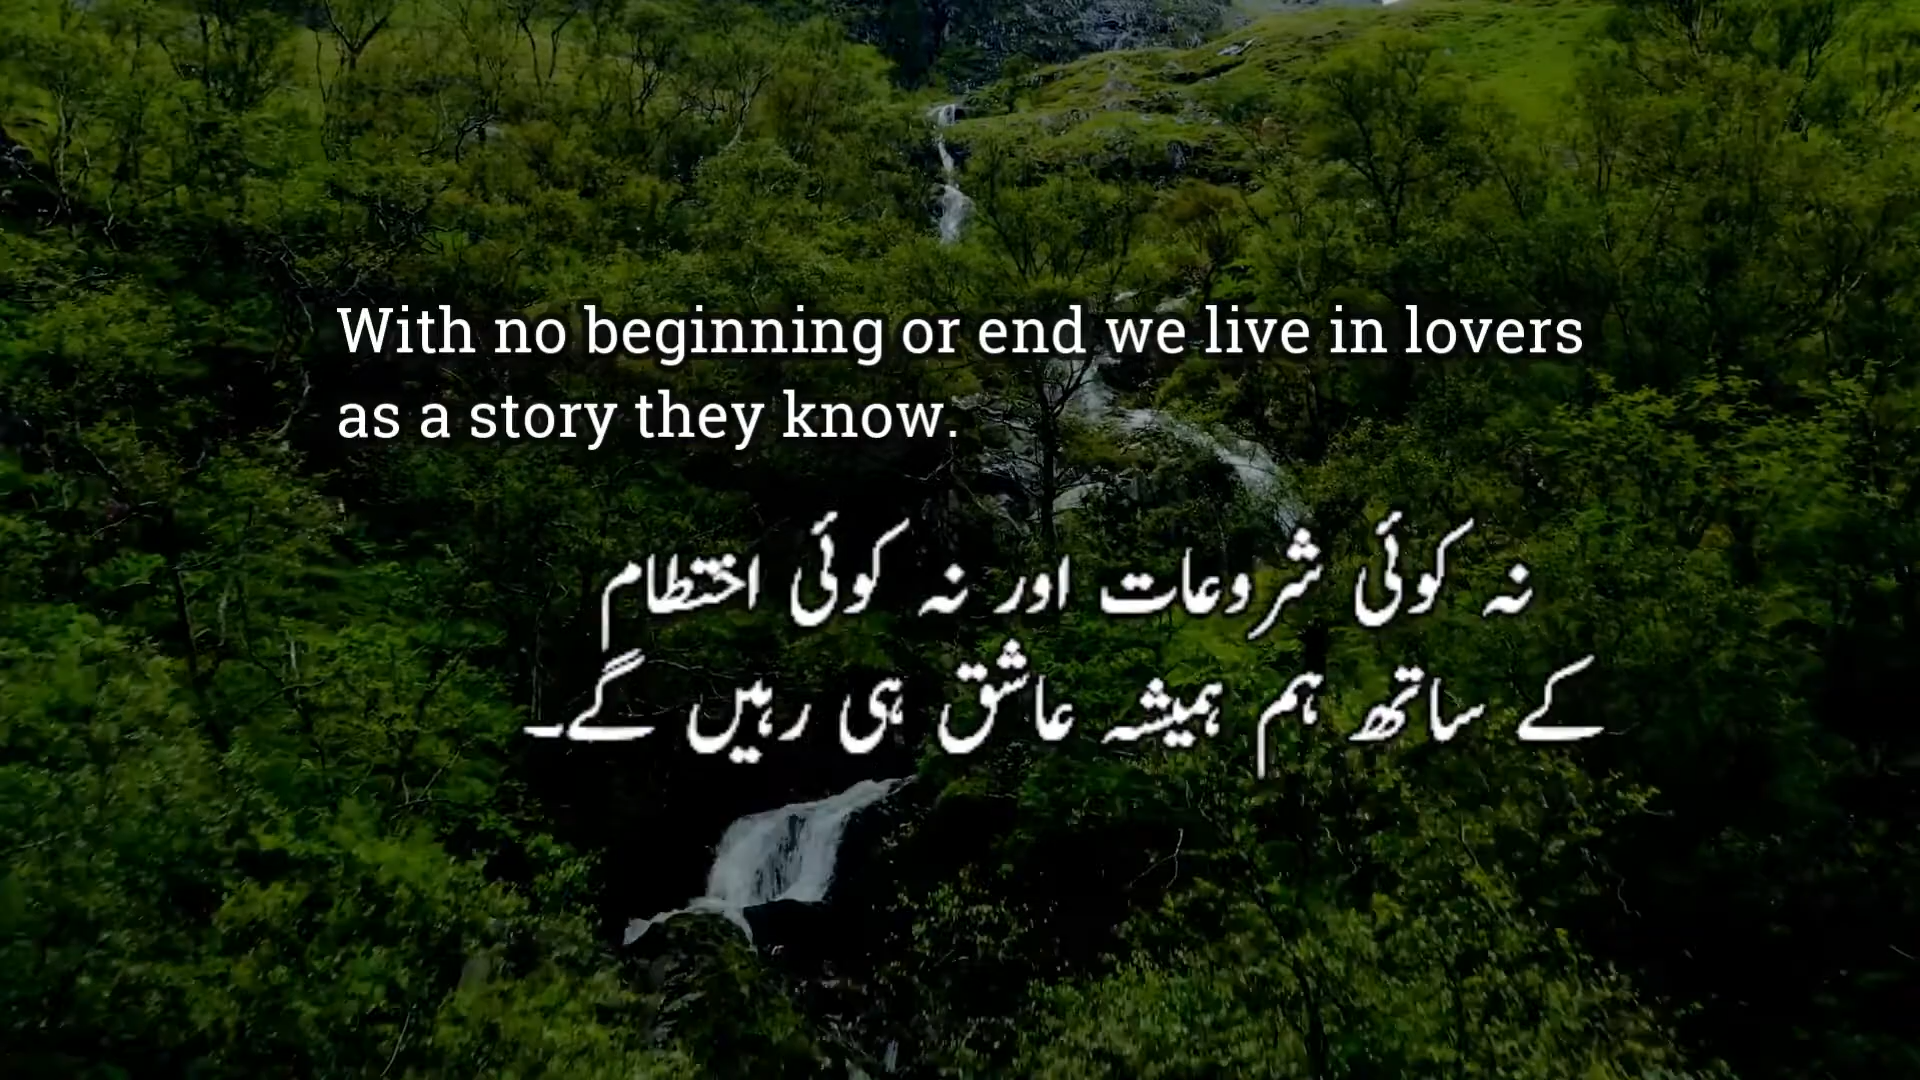 With no beginning or end we live in lovers
as a story they know.
نہ کوئی شروعات اور نہ کوئی اختطام
کے ساتھ ہم ہمیشہ عاشق ہی رہیں گے۔